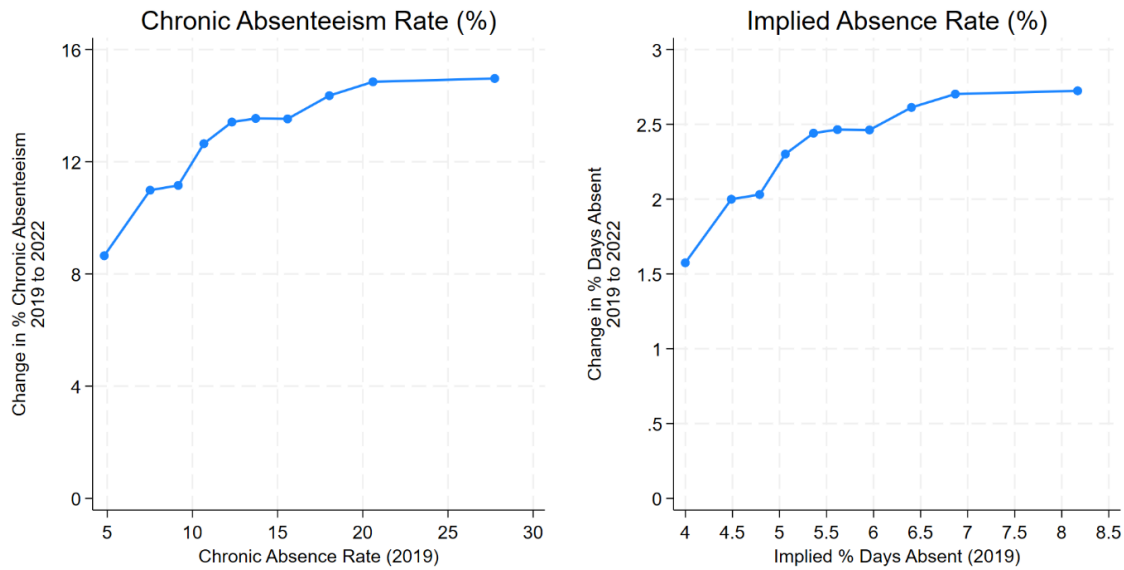 Chronic Absenteeism Rate (%)
Change in % Chronic Absenteeism
2019 to 2022
16
12
8
4
0
5 10 15 20 25 30
Chronic Absence Rate (2019)
Implied Absence Rate (%)
Change in % Days Absent
2019 to 2022
3
2.5
2
1.5
1
.5
0
4 4.5 5 5.5 6 6.5 7 7.5 8 8.5
Implied % Days Absent (2019)